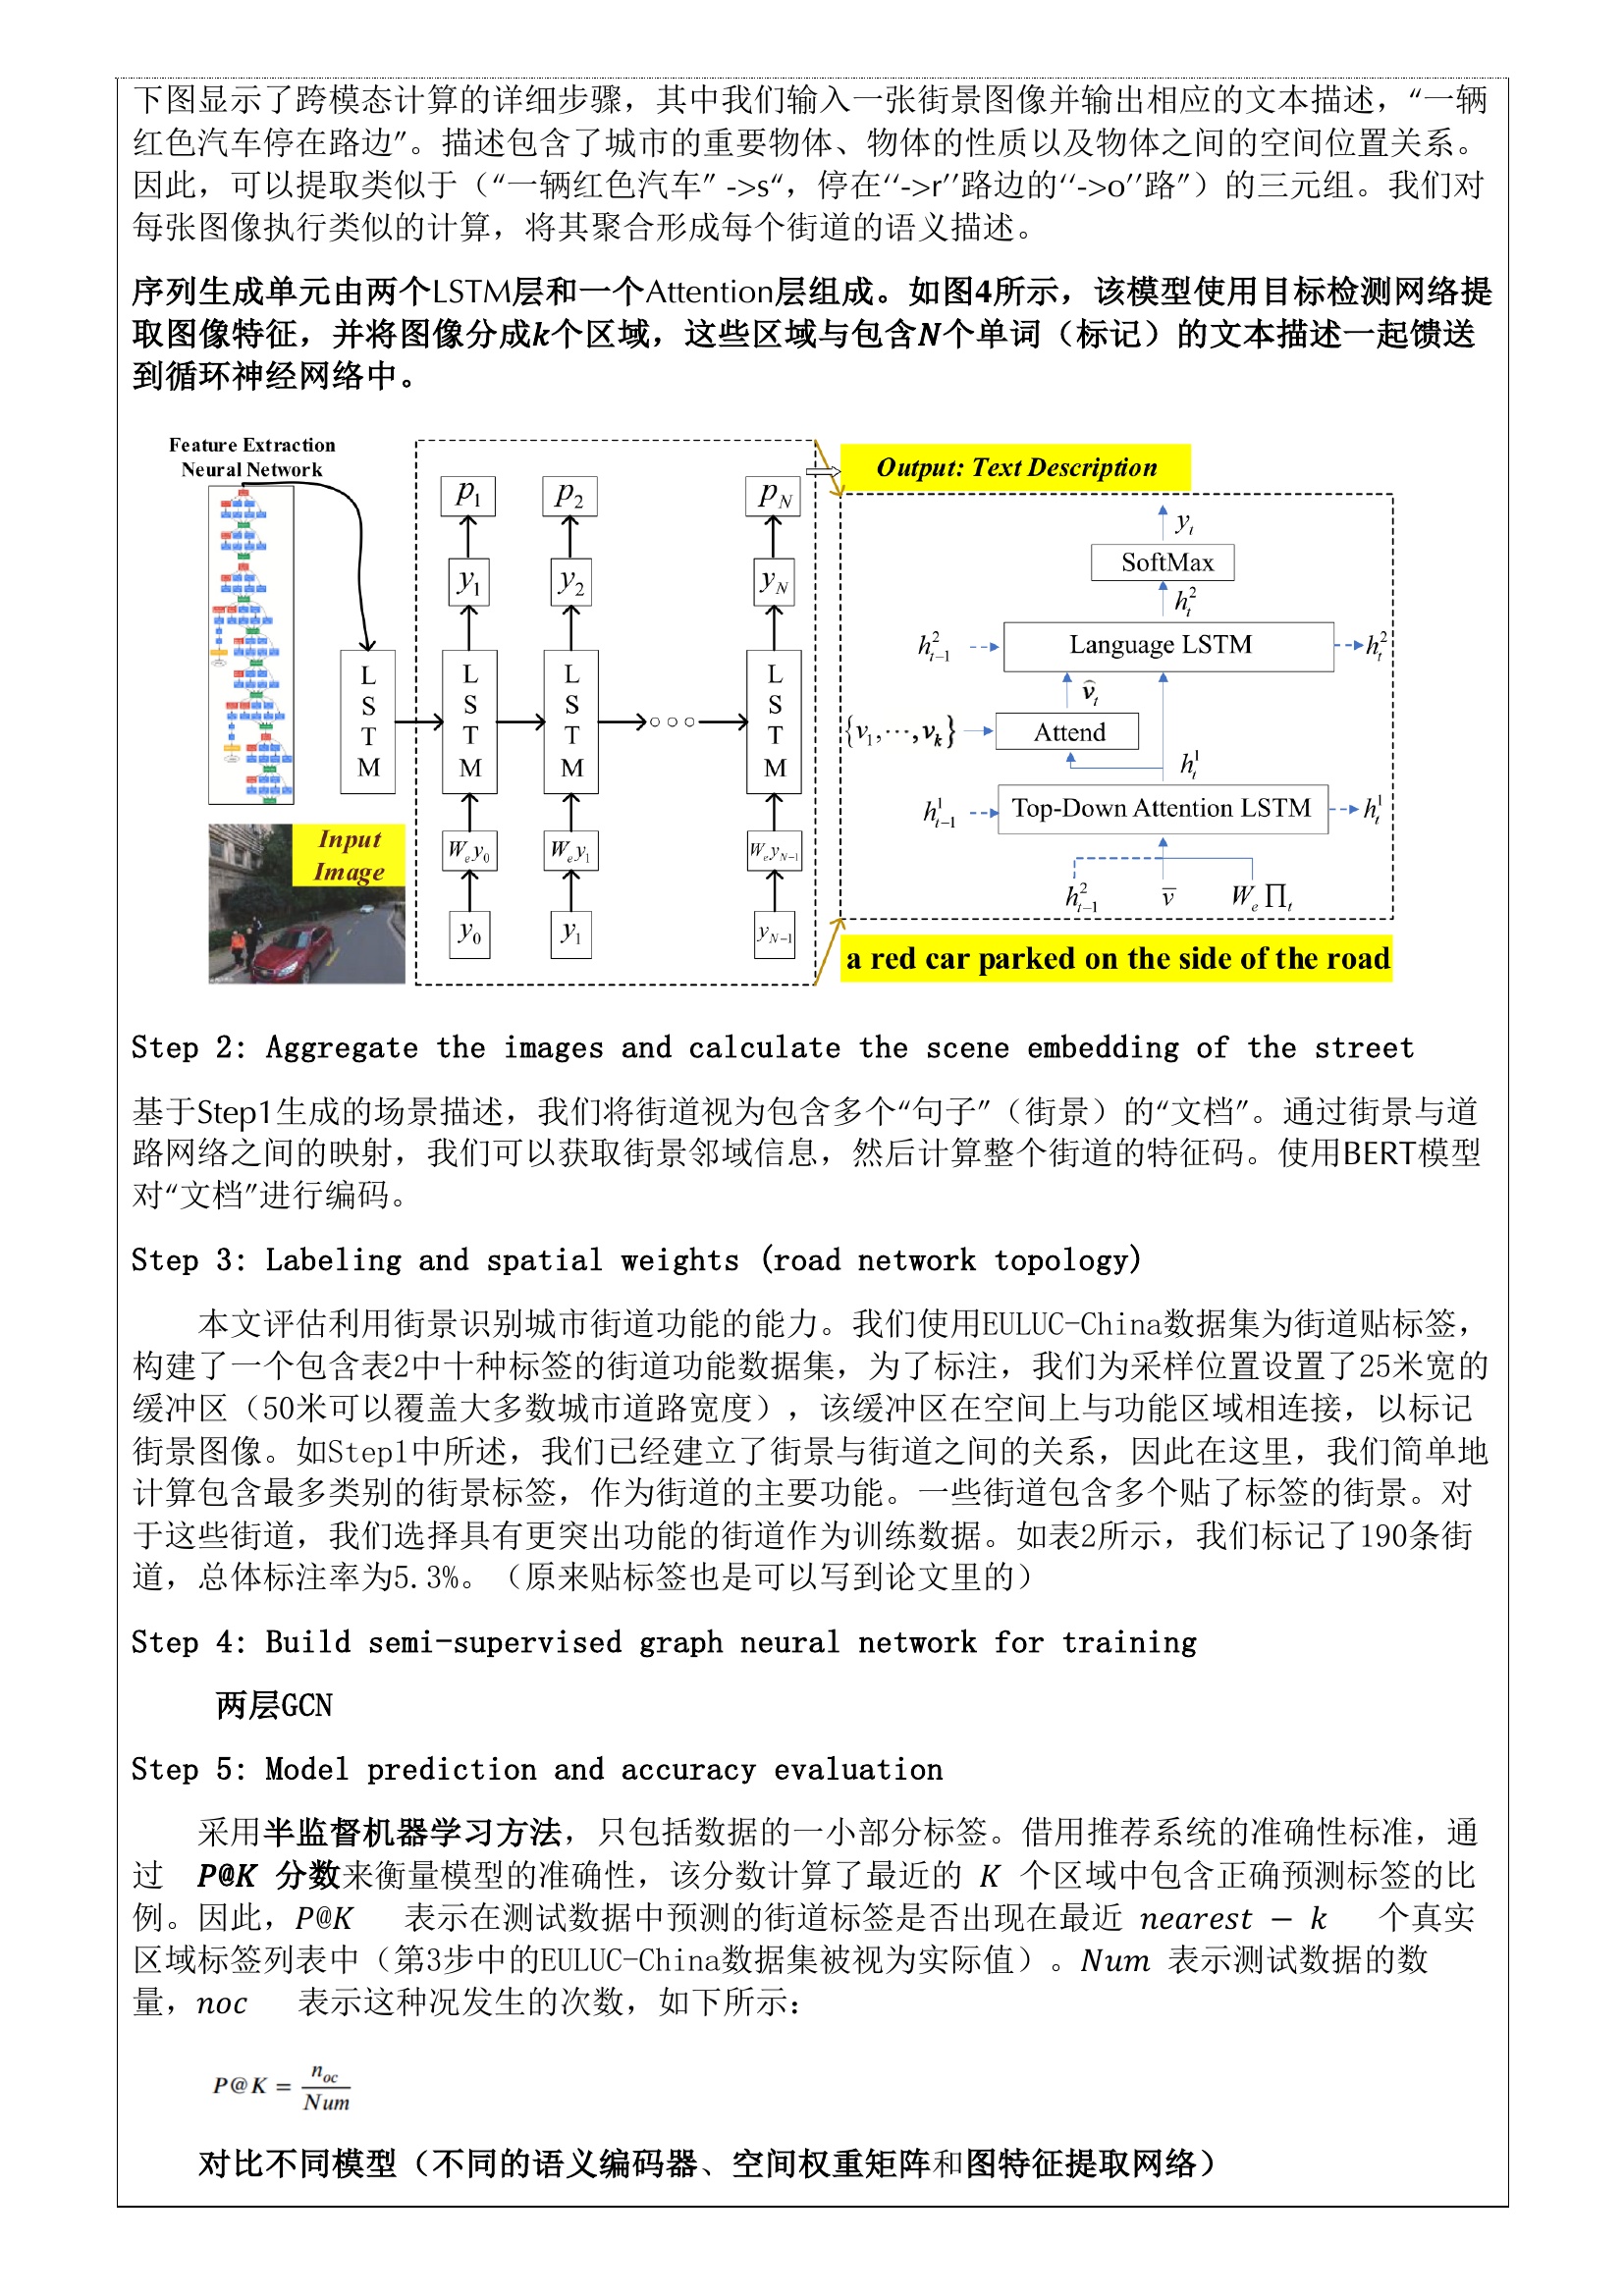 下图显示了跨模态计算的详细步骤，其中我们输入一张街景图像并输出相应的文本描述，“一辆
红色汽车停在路边”。描述包含了城市的重要物体、物体的性质以及物体之间的空间位置关系。
因此，可以提取类似于（“一辆红色汽车” ->s“，停在‘‘->r’’路边的‘‘->o’’路”）的三元组。我们对
每张图像执行类似的计算，将其聚合形成每个街道的语义描述。
序列生成单元由两个LSTM层和一个Attention层组成。如图4所示，该模型使用目标检测网络提
取图像特征，并将图像分成k个区域，这些区域与包含N个单词（标记）的文本描述一起馈送
到循环神经网络中。
Feature Extraction
Neural Network
Input
Image
LSTM
p_1
y_1
LSTM
W_e y_0
y_0
p_2
y_2
LSTM
W_e y_1
y_1
p_N
y_N
LSTM
W_e y_{N-1}
y_{N-1}
Output: Text Description
y_t
SoftMax
h_t^2
h_{t-1}^2
Language LSTM
h_t^2
\hat{v}_t
{v_1,⋯,v_k}
Attend
h_t^1
h_{t-1}^1
Top-Down Attention LSTM
h_t^1
h_{t-1}^2
\bar{v}
W_e ∏_t
a red car parked on the side of the road
Step 2: Aggregate the images and calculate the scene embedding of the street
基于Step1生成的场景描述，我们将街道视为包含多个“句子”（街景）的“文档”。通过街景与道
路网络之间的映射，我们可以获取街景邻域信息，然后计算整个街道的特征码。使用BERT模型
对“文档”进行编码。
Step 3: Labeling and spatial weights (road network topology)
本文评估利用街景识别城市街道功能的能力。我们使用EULUC-China数据集为街道贴标签，
构建了一个包含表2中十种标签的街道功能数据集，为了标注，我们为采样位置设置了25米宽的
缓冲区（50米可以覆盖大多数城市道路宽度），该缓冲区在空间上与功能区域相连接，以标记
街景图像。如Step1中所述，我们已经建立了街景与街道之间的关系，因此在这里，我们简单地
计算包含最多类别的街景标签，作为街道的主要功能。一些街道包含多个贴了标签的街景。对
于这些街道，我们选择具有更突出功能的街道作为训练数据。如表2所示，我们标记了190条街
道，总体标注率为5.3%。（原来贴标签也是可以写到论文里的）
Step 4: Build semi-supervised graph neural network for training
两层GCN
Step 5: Model prediction and accuracy evaluation
采用半监督机器学习方法，只包括数据的一小部分标签。借用推荐系统的准确性标准，通
过 P@K 分数来衡量模型的准确性，该分数计算了最近的 K 个区域中包含正确预测标签的比
例。因此，P@K 表示在测试数据中预测的街道标签是否出现在最近 nearest − k 个真实
区域标签列表中（第3步中的EULUC-China数据集被视为实际值）。Num 表示测试数据的数
量，noc 表示这种况发生的次数，如下所示：
P@K = n_{oc} / Num
对比不同模型（不同的语义编码器、空间权重矩阵和图特征提取网络）